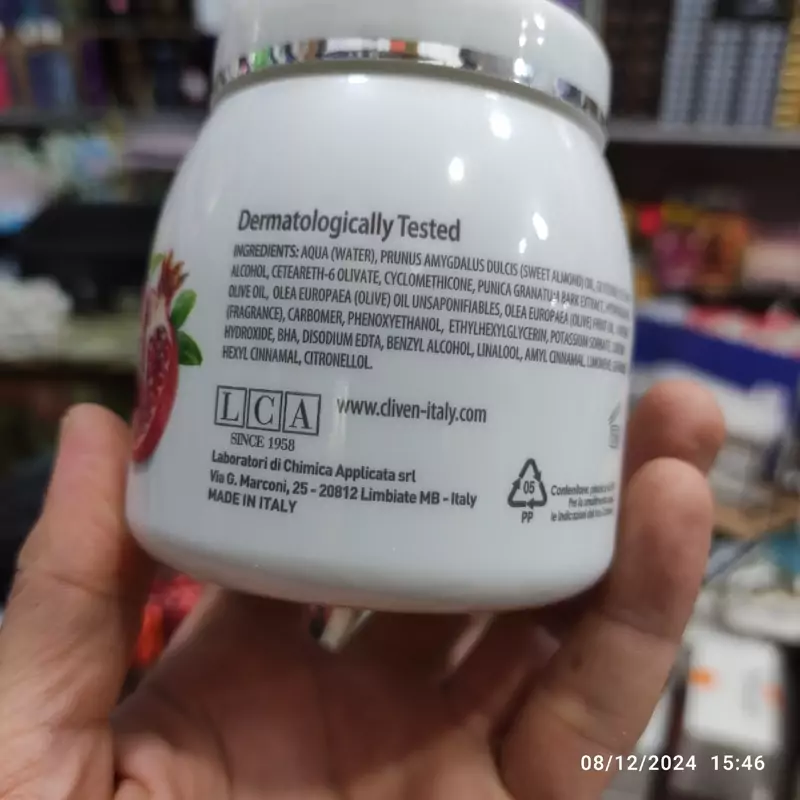 Dermatologically Tested
INGREDIENTS: AQUA (WATER), PRUNUS AMYGDALUS DULCIS (SWEET ALMOND) OIL,
ALCOHOL, CETEARETH-6 OLIVATE, CYCLOMETHICONE, PUNICA GRANATUM BARK EXTRACT,
OLIVE OIL, OLEA EUROPAEA (OLIVE) OIL UNSAPONIFIABLES, OLEA EUROPAEA (OLIVE) FRUIT OIL,
(FRAGRANCE), CARBOMER, PHENOXYETHANOL, ETHYLHEXYLGLYCERIN, POTASSIUM SORBATE,
HYDROXIDE, BHA, DISODIUM EDTA, BENZYL ALCOHOL, LINALOOL, AMYL CINNAMAL, LIMONENE,
HEXYL CINNAMAL, CITRONELLOL.
LCA
www.cliven-italy.com
SINCE 1958
Laboratori di Chimica Applicata srl
Via G. Marconi, 25 - 20812 Limbiate MB - Italy
MADE IN ITALY
05
PP
08/12/2024 15:46